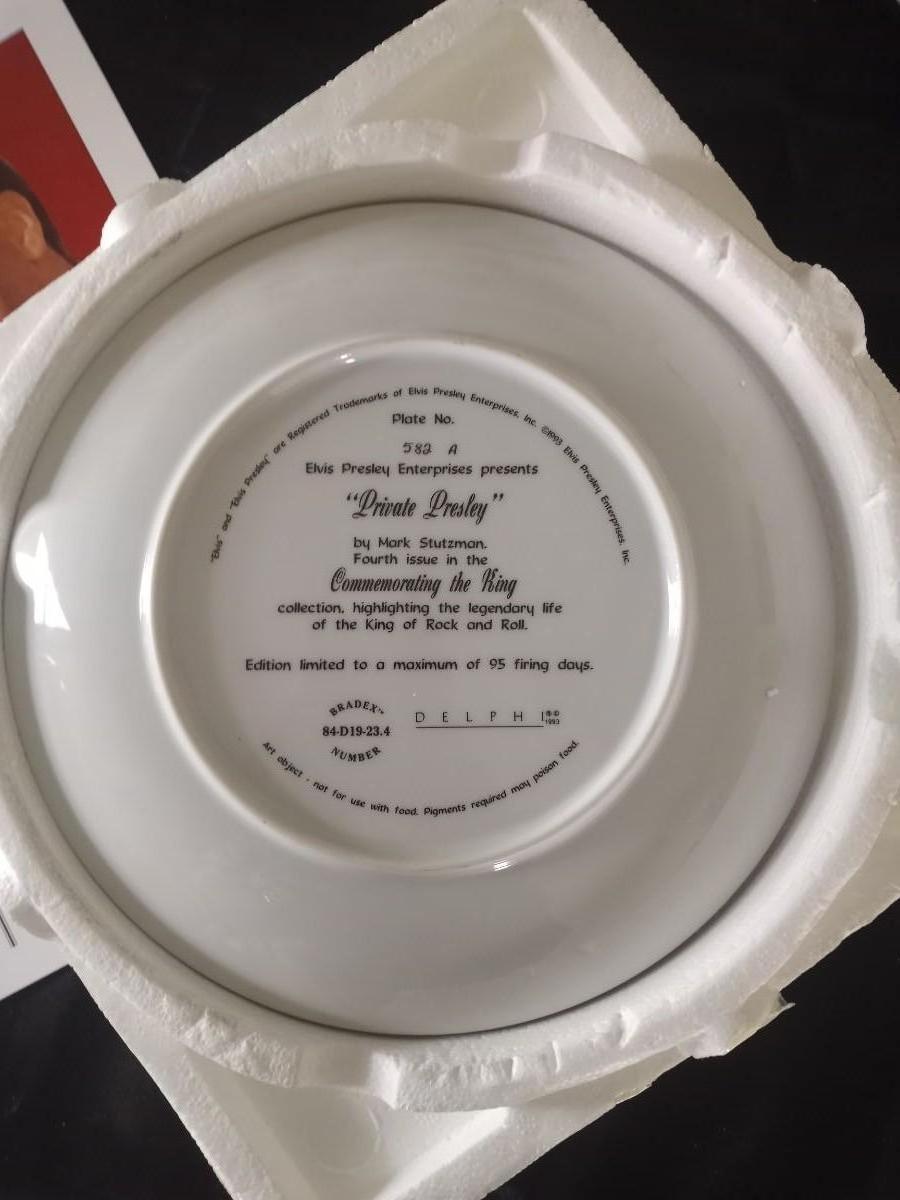 "Elvis" and "Elvis Presley" are Registered Trademarks of Elvis Presley Enterprises, Inc. ©1993 Elvis Presley Enterprises, Inc.
Plate No.
582 A
Elvis Presley Enterprises presents
"Private Presley"
by Mark Stutzman.
Fourth issue in the
Commemorating the King
collection, highlighting the legendary life
of the King of Rock and Roll.
Edition limited to a maximum of 95 firing days.
BRADEX™
84-D19-23.4
NUMBER
DELPHI®©
1993
Art object - not for use with food. Pigments required may poison food.